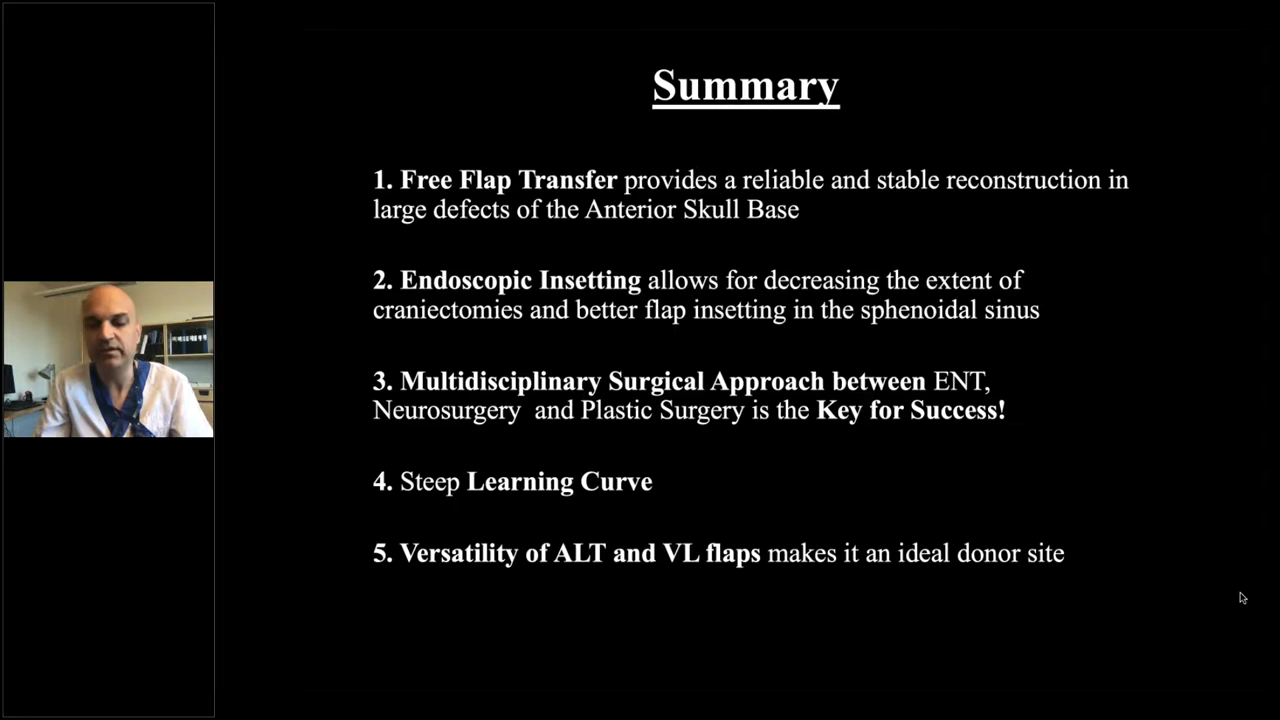 Summary
1. Free Flap Transfer provides a reliable and stable reconstruction in
large defects of the Anterior Skull Base
2. Endoscopic Insetting allows for decreasing the extent of
craniectomies and better flap insetting in the sphenoidal sinus
3. Multidisciplinary Surgical Approach between ENT,
Neurosurgery  and Plastic Surgery is the Key for Success!
4. Steep Learning Curve
5. Versatility of ALT and VL flaps makes it an ideal donor site